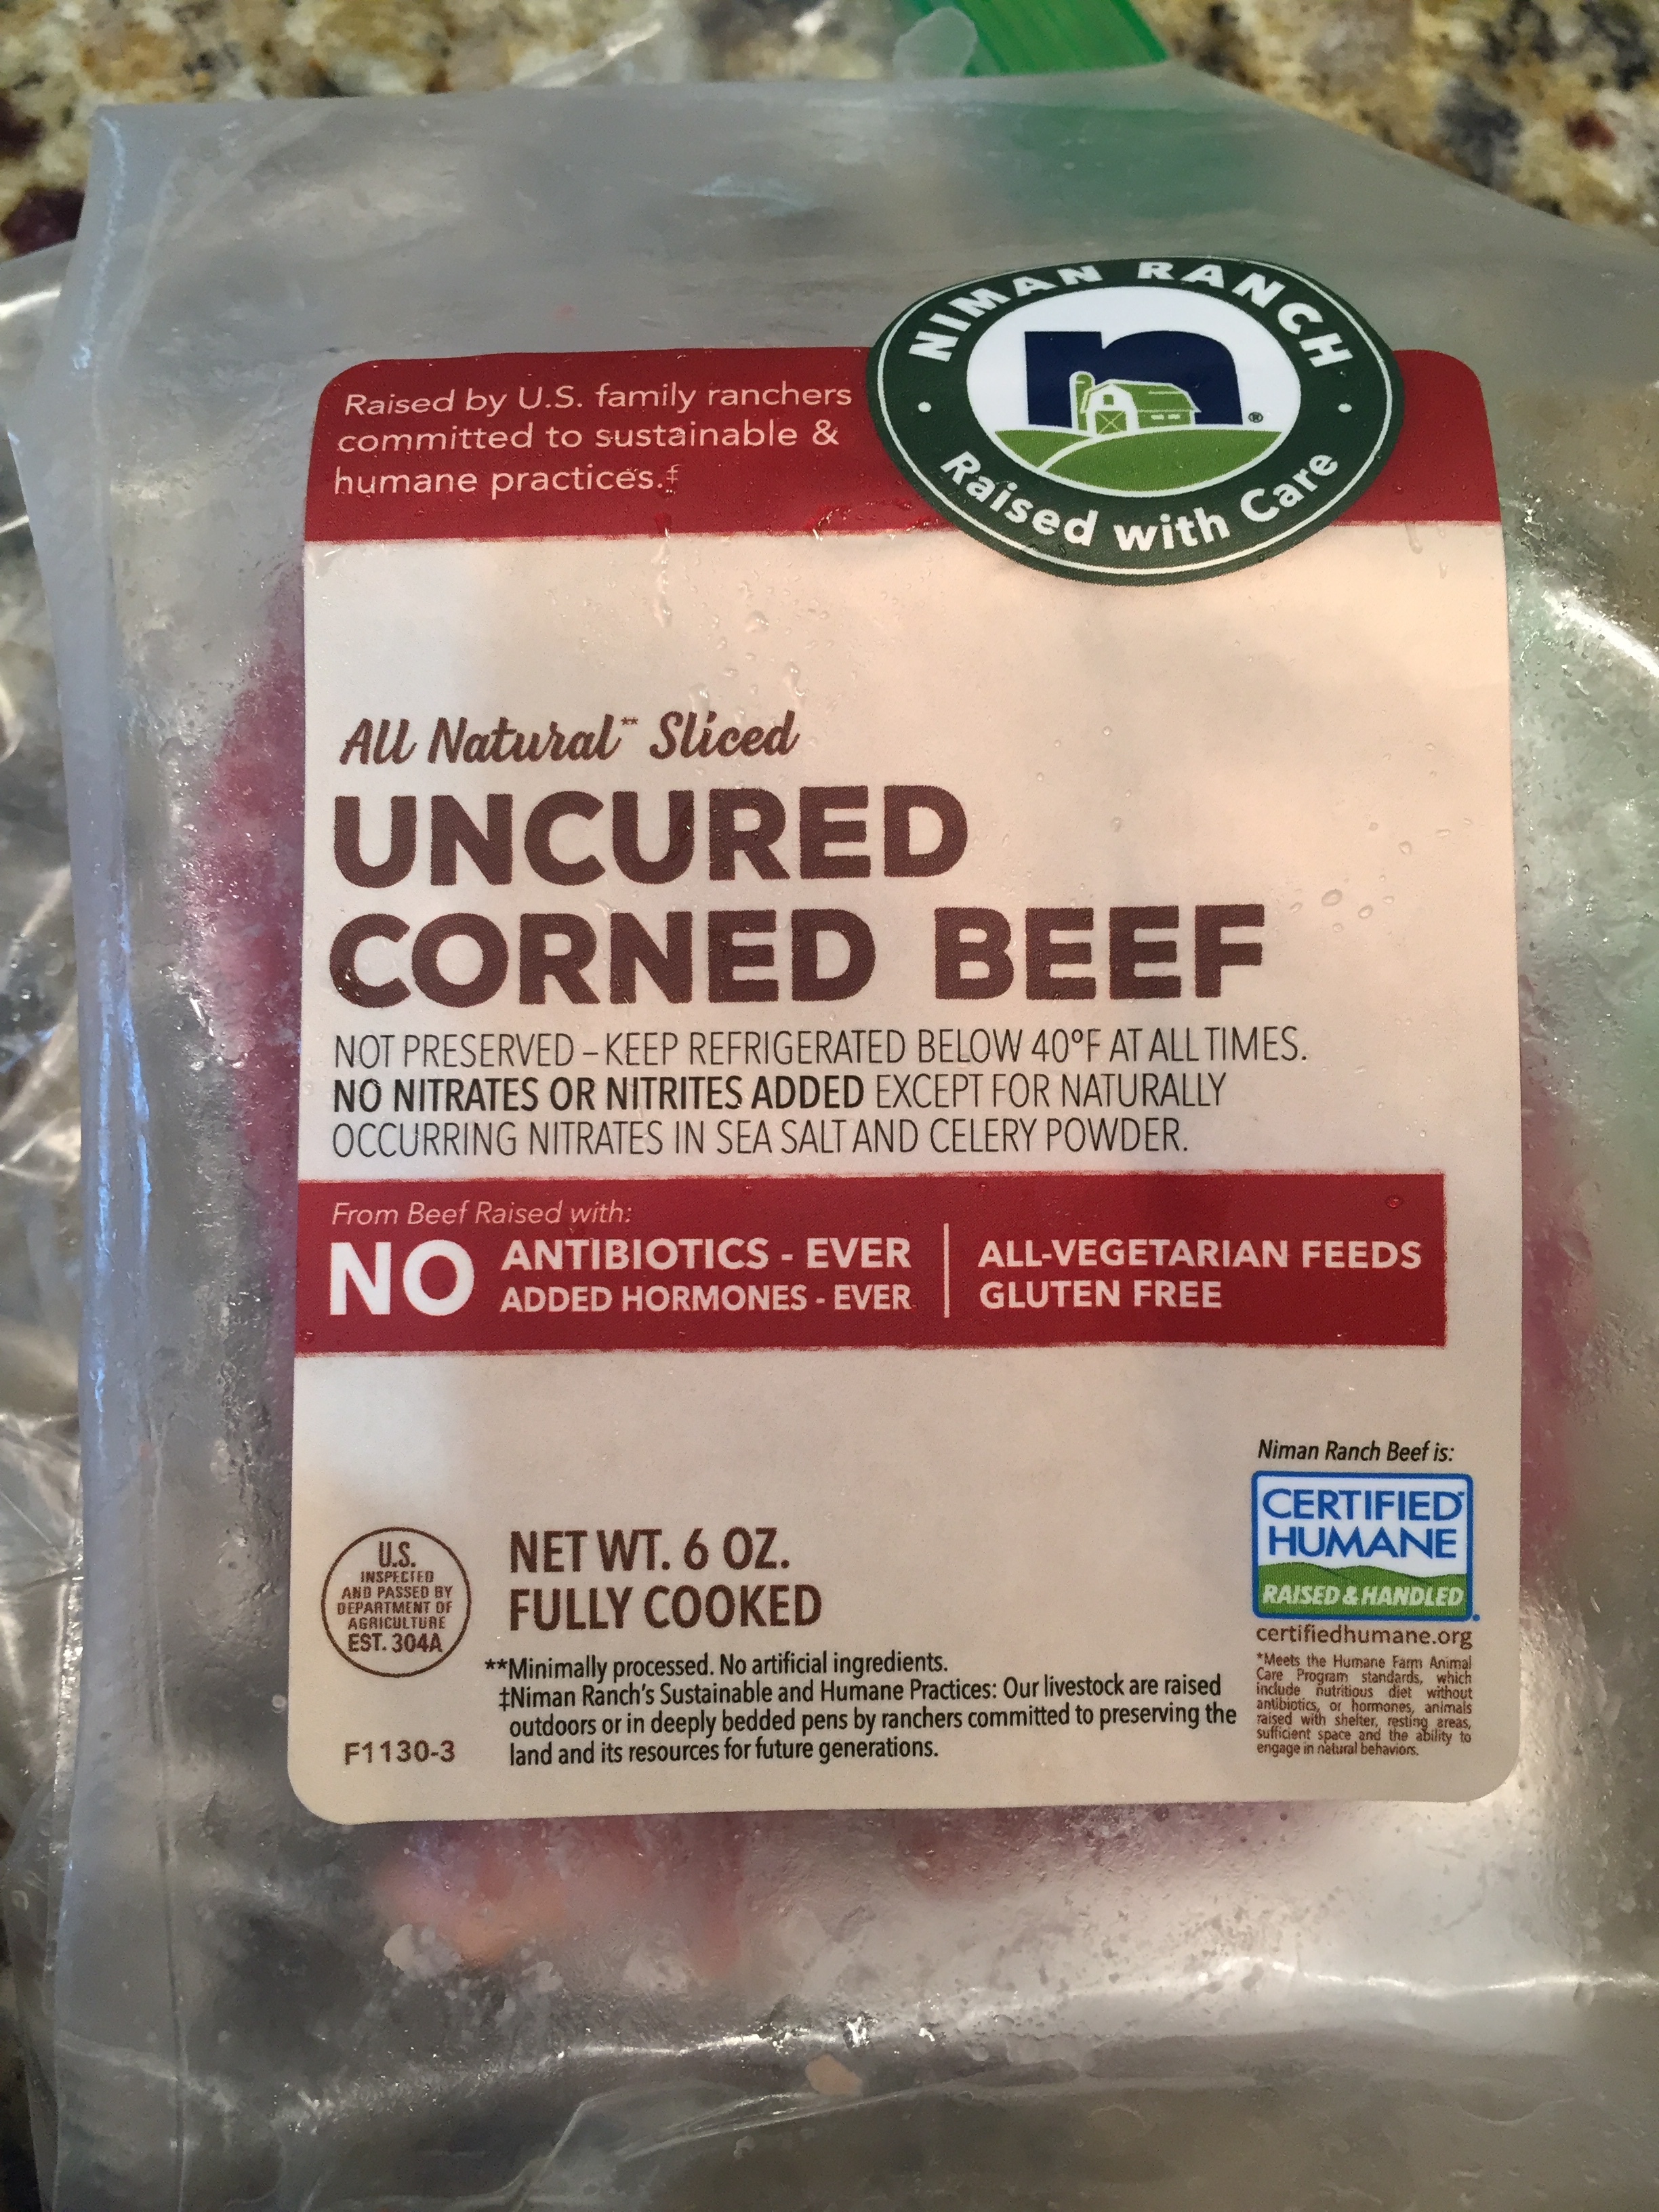 NIMAN RANCH
n®
Raised with Care
Raised by U.S. family ranchers
committed to sustainable &
humane practices.‡
All Natural** Sliced
UNCURED
CORNED BEEF
NOT PRESERVED – KEEP REFRIGERATED BELOW 40°F AT ALL TIMES.
NO NITRATES OR NITRITES ADDED EXCEPT FOR NATURALLY
OCCURRING NITRATES IN SEA SALT AND CELERY POWDER.
From Beef Raised with:
NO ANTIBIOTICS - EVER
ADDED HORMONES - EVER
ALL-VEGETARIAN FEEDS
GLUTEN FREE
Niman Ranch Beef is:
CERTIFIED
HUMANE
RAISED & HANDLED
certifiedhumane.org
*Meets the Humane Farm Animal
Care Program standards, which
include nutritious diet without
antibiotics, or hormones, animals
raised with shelter, resting areas,
sufficient space and the ability to
engage in natural behaviors.
U.S.
INSPECTED
AND PASSED BY
DEPARTMENT OF
AGRICULTURE
EST. 304A
NET WT. 6 OZ.
FULLY COOKED
**Minimally processed. No artificial ingredients.
‡Niman Ranch's Sustainable and Humane Practices: Our livestock are raised
outdoors or in deeply bedded pens by ranchers committed to preserving the
land and its resources for future generations.
F1130-3